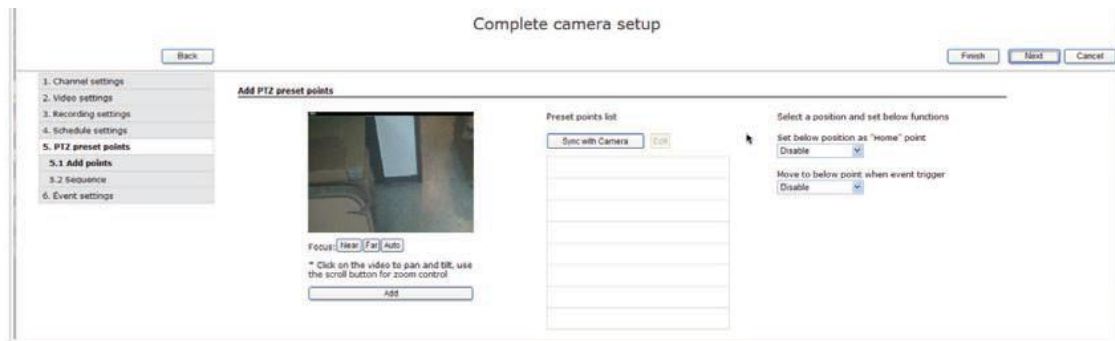 Complete camera setup
Back
Finish
Next
Cancel
1. Channel settings
2. Video settings
3. Recording settings
4. Schedule settings
5. PTZ preset points
5.1 Add points
5.2 Sequence
6. Event settings
Add PTZ preset points
Focus: Near Far Auto
* Click on the video to pan and tilt, use
the scroll button for zoom control
Add
Preset points list
Sync with Camera
Edit
Select a position and set below functions
Set below position as "Home" point
Disable
Move to below point when event trigger
Disable